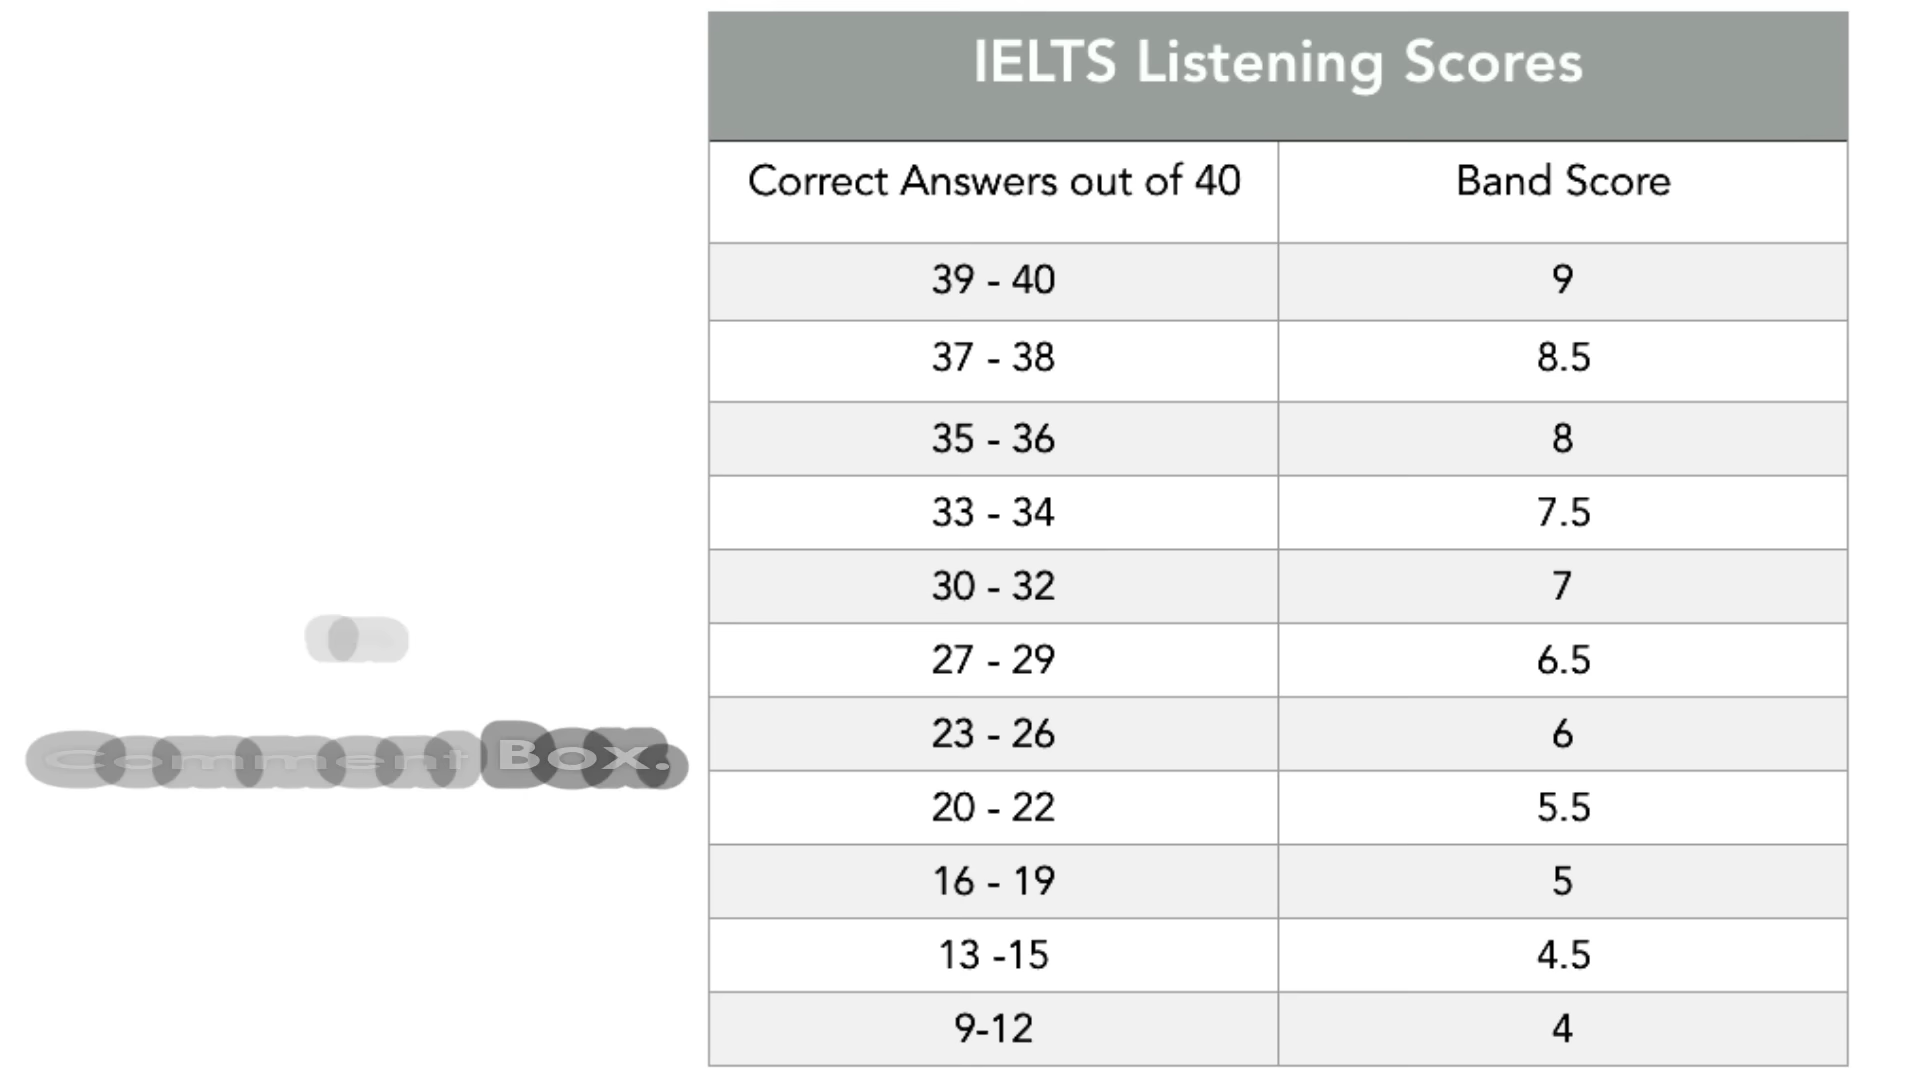 IELTS Listening Scores
Correct Answers out of 40 Band Score
39 - 40 9
37 - 38 8.5
35 - 36 8
33 - 34 7.5
30 - 32 7
27 - 29 6.5
23 - 26 6
Comment Box.
20 - 22 5.5
16 - 19 5
13 -15 4.5
9-12 4